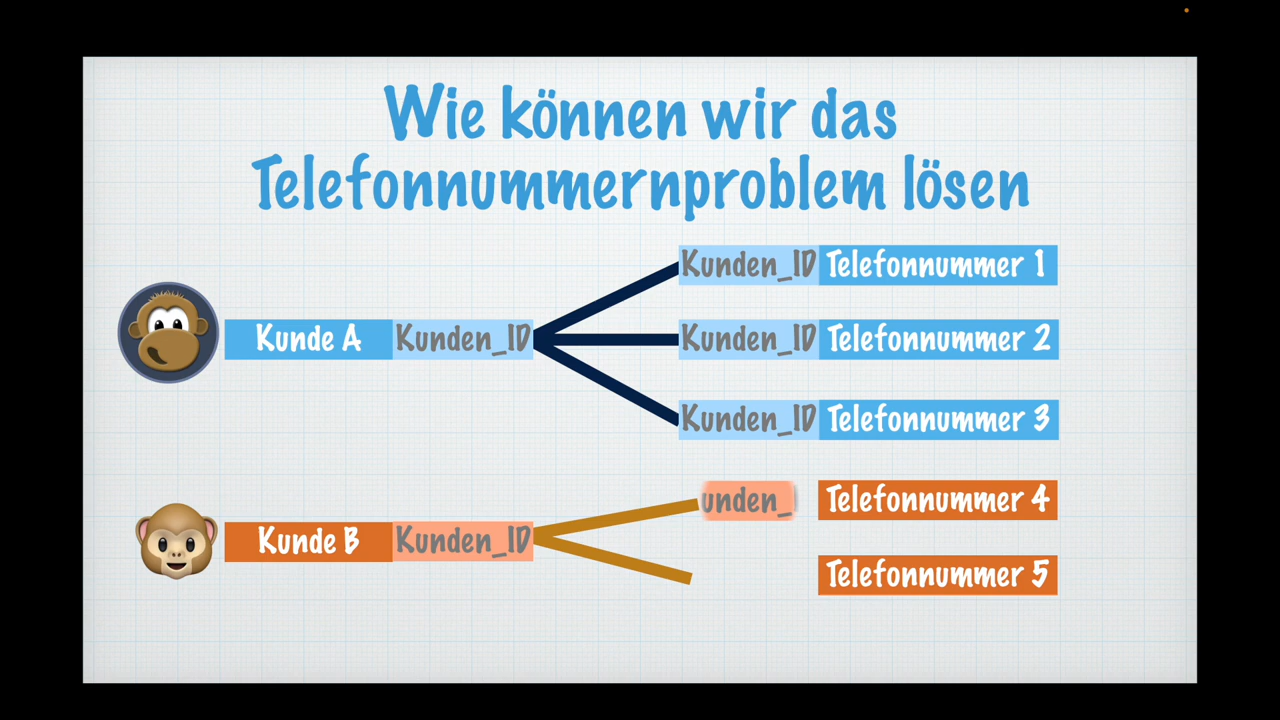 Wie können wir das
Telefonnummernproblem lösen
Kunden_ID Telefonnummer 1
Kunde A Kunden_ID Kunden_ID Telefonnummer 2
Kunden_ID Telefonnummer 3
unden_ Telefonnummer 4
Kunde B Kunden_ID
Telefonnummer 5